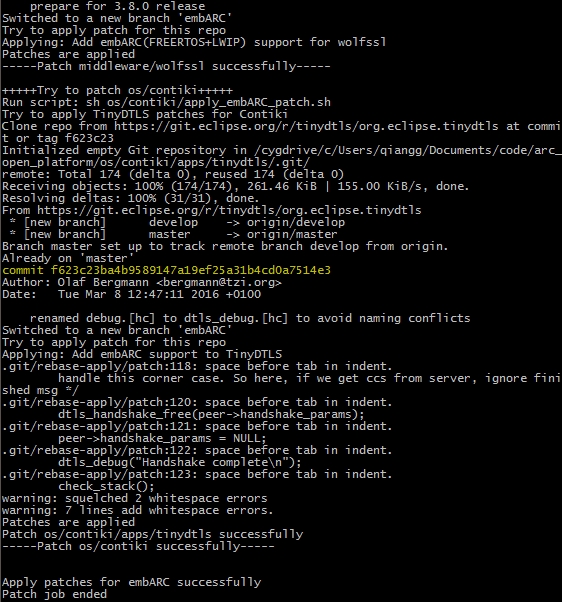 prepare for 3.8.0 release
Switched to a new branch 'embARC'
Try to apply patch for this repo
Applying: Add embARC(FREERTOS+LWIP) support for wolfssl
Patches are applied
-----Patch middleware/wolfssl successfully-----
+++++Try to patch os/contiki+++++
Run script: sh os/contiki/apply_embARC_patch.sh
Try to apply TinyDTLS patches for Contiki
Clone repo from https://git.eclipse.org/r/tinydtls/org.eclipse.tinydtls at commi
t or tag f623c23
Initialized empty Git repository in /cygdrive/c/Users/qiangg/Documents/code/arc_
open_platform/os/contiki/apps/tinydtls/.git/
remote: Total 174 (delta 0), reused 174 (delta 0)
Receiving objects: 100% (174/174), 261.46 KiB | 155.00 KiB/s, done.
Resolving deltas: 100% (31/31), done.
From https://git.eclipse.org/r/tinydtls/org.eclipse.tinydtls
 * [new branch]      develop    -> origin/develop
 * [new branch]      master     -> origin/master
Branch master set up to track remote branch develop from origin.
Already on 'master'
commit f623c23ba4b9589147a19ef25a31b4cd0a7514e3
Author: Olaf Bergmann <bergmann@tzi.org>
Date:   Tue Mar 8 12:47:11 2016 +0100
renamed debug.[hc] to dtls_debug.[hc] to avoid naming conflicts
Switched to a new branch 'embARC'
Try to apply patch for this repo
Applying: Add embARC support to TinyDTLS
.git/rebase-apply/patch:118: space before tab in indent.
handle this corner case. So here, if we get ccs from server, ignore fini
shed msg */
.git/rebase-apply/patch:120: space before tab in indent.
dtls_handshake_free(peer->handshake_params);
.git/rebase-apply/patch:121: space before tab in indent.
peer->handshake_params = NULL;
.git/rebase-apply/patch:122: space before tab in indent.
dtls_debug("Handshake complete\n");
.git/rebase-apply/patch:123: space before tab in indent.
check_stack();
warning: squelched 2 whitespace errors
warning: 7 lines add whitespace errors.
Patches are applied
Patch os/contiki/apps/tinydtls successfully
-----Patch os/contiki successfully-----
Apply patches for embARC successfully
Patch job ended